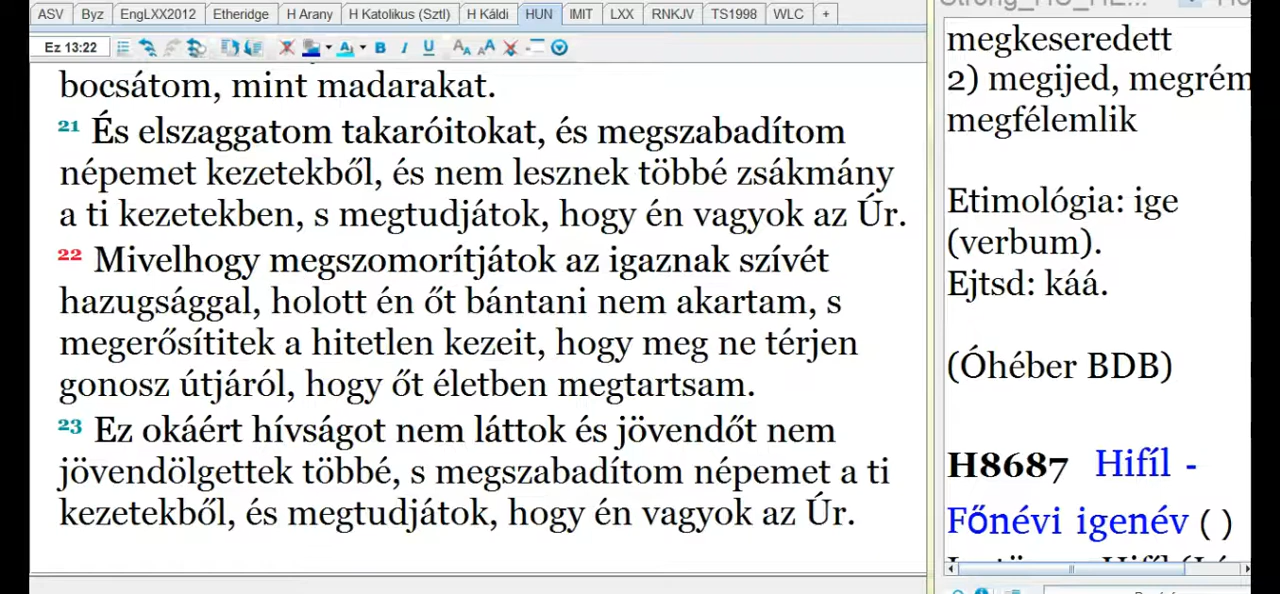 ASV Byz EngLXX2012 Etheridge H Arany H Katolikus (Sztl) H Káldi HUN IMIT LXX RNKJV TS1998 WLC +
Ez 13:22
bocsátom, mint madarakat.
21 És elszaggatom takaróitokat, és megszabadítom
népemet kezetekből, és nem lesznek többé zsákmány
a ti kezetekben, s megtudjátok, hogy én vagyok az Úr.
22 Mivelhogy megszomorítjátok az igaznak szívét
hazugsággal, holott én őt bántani nem akartam, s
megerősítitek a hitetlen kezeit, hogy meg ne térjen
gonosz útjáról, hogy őt életben megtartsam.
23 Ez okáért hívságot nem láttok és jövendőt nem
jövendölgettek többé, s megszabadítom népemet a ti
kezetekből, és megtudjátok, hogy én vagyok az Úr.
megkeseredett
2) megijed, megrém
megfélemlik
Etimológia: ige
(verbum).
Ejtsd: káá.
(Óhéber BDB)
H8687 Hifíl -
Főnévi igenév ( )